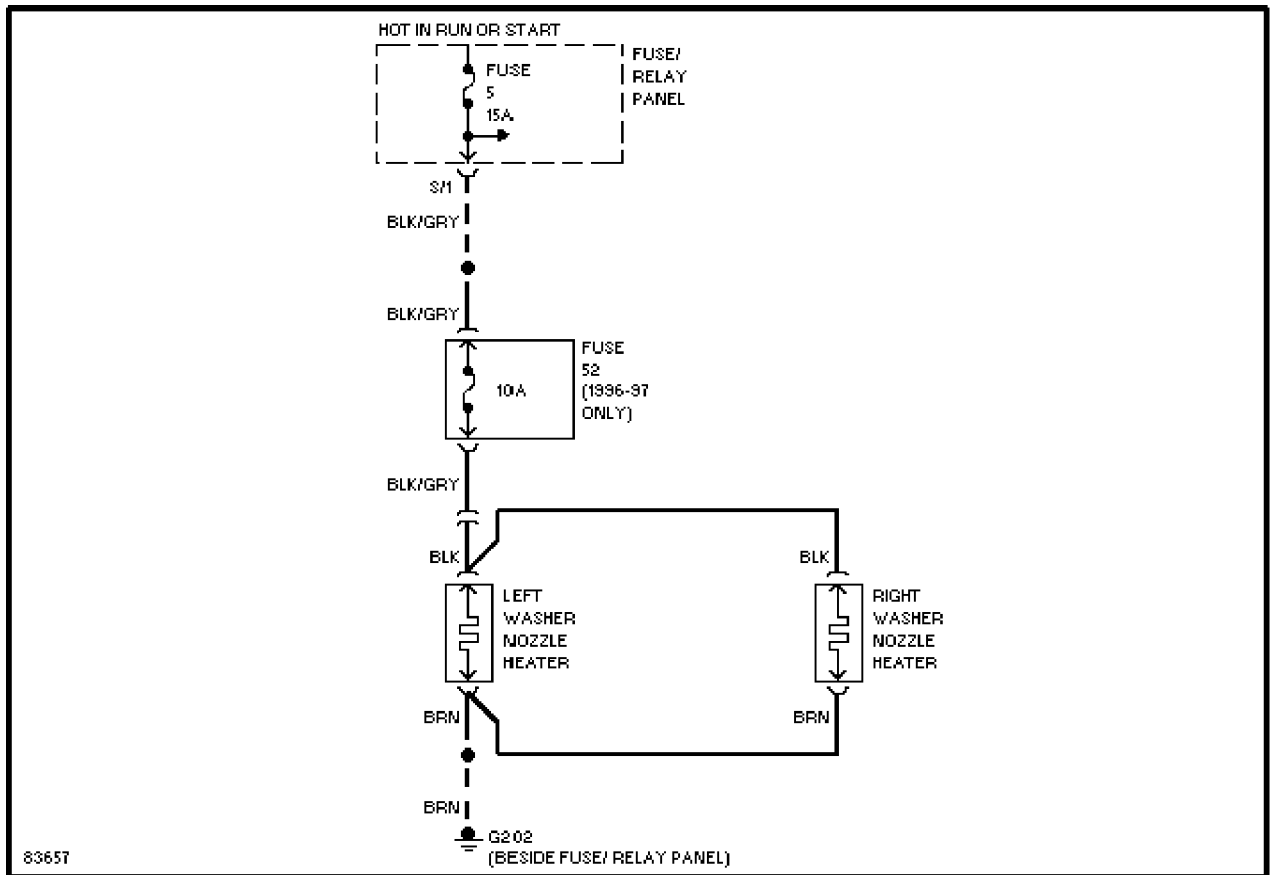 HOT IN RUN OR START
FUSE/
RELAY
PANEL
FUSE
5
15A
S/1
BLK/GRY
BLK/GRY
FUSE
52
(1996-97
ONLY)
10A
BLK/GRY
BLK
BLK
LEFT
WASHER
NOZZLE
HEATER
RIGHT
WASHER
NOZZLE
HEATER
BRN
BRN
BRN
G202
(BESIDE FUSE/ RELAY PANEL)
83657